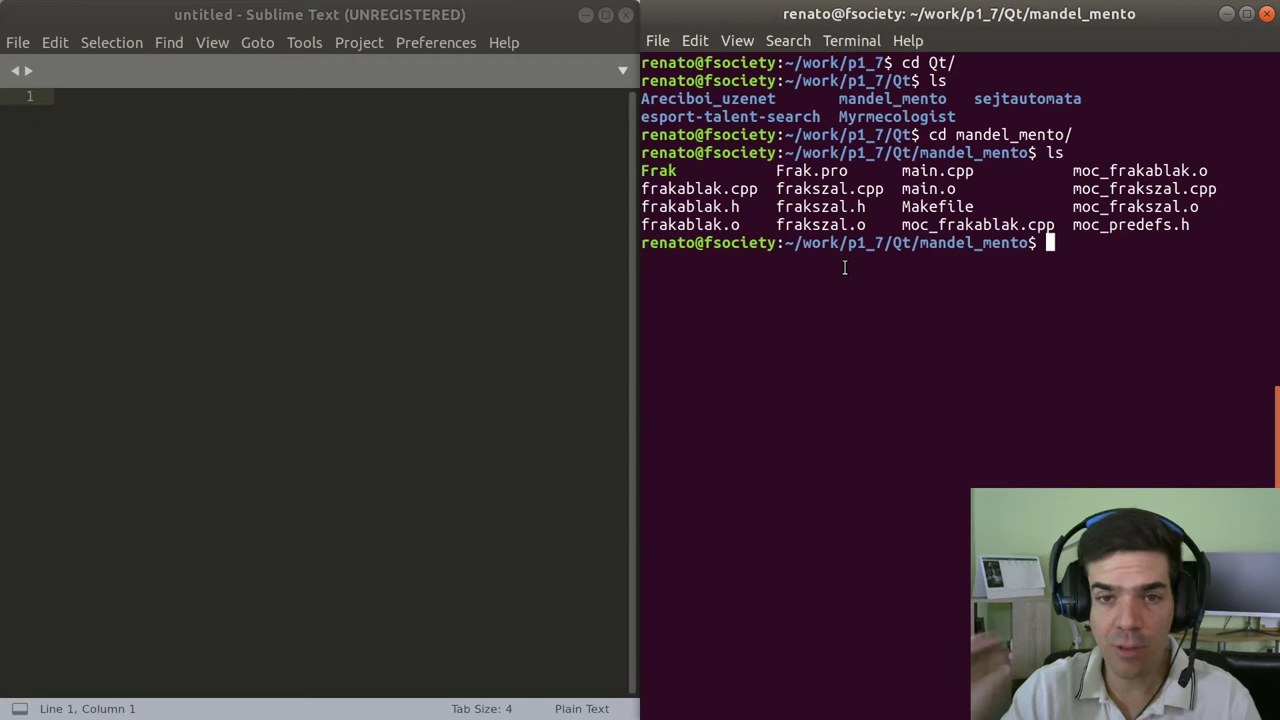 untitled - Sublime Text (UNREGISTERED)
File Edit Selection Find View Goto Tools Project Preferences Help
1
Line 1, Column 1 Tab Size: 4 Plain Text
renato@fsociety: ~/work/p1_7/Qt/mandel_mento
File Edit View Search Terminal Help
renato@fsociety:~/work/p1_7$ cd Qt/
renato@fsociety:~/work/p1_7/Qt$ ls
Areciboi_uzenet mandel_mento sejtautomata
esport-talent-search Myrmecologist
renato@fsociety:~/work/p1_7/Qt$ cd mandel_mento/
renato@fsociety:~/work/p1_7/Qt/mandel_mento$ ls
Frak Frak.pro main.cpp moc_frakablak.o
frakablak.cpp frakszal.cpp main.o moc_frakszal.cpp
frakablak.h frakszal.h Makefile moc_frakszal.o
frakablak.o frakszal.o moc_frakablak.cpp moc_predefs.h
renato@fsociety:~/work/p1_7/Qt/mandel_mento$